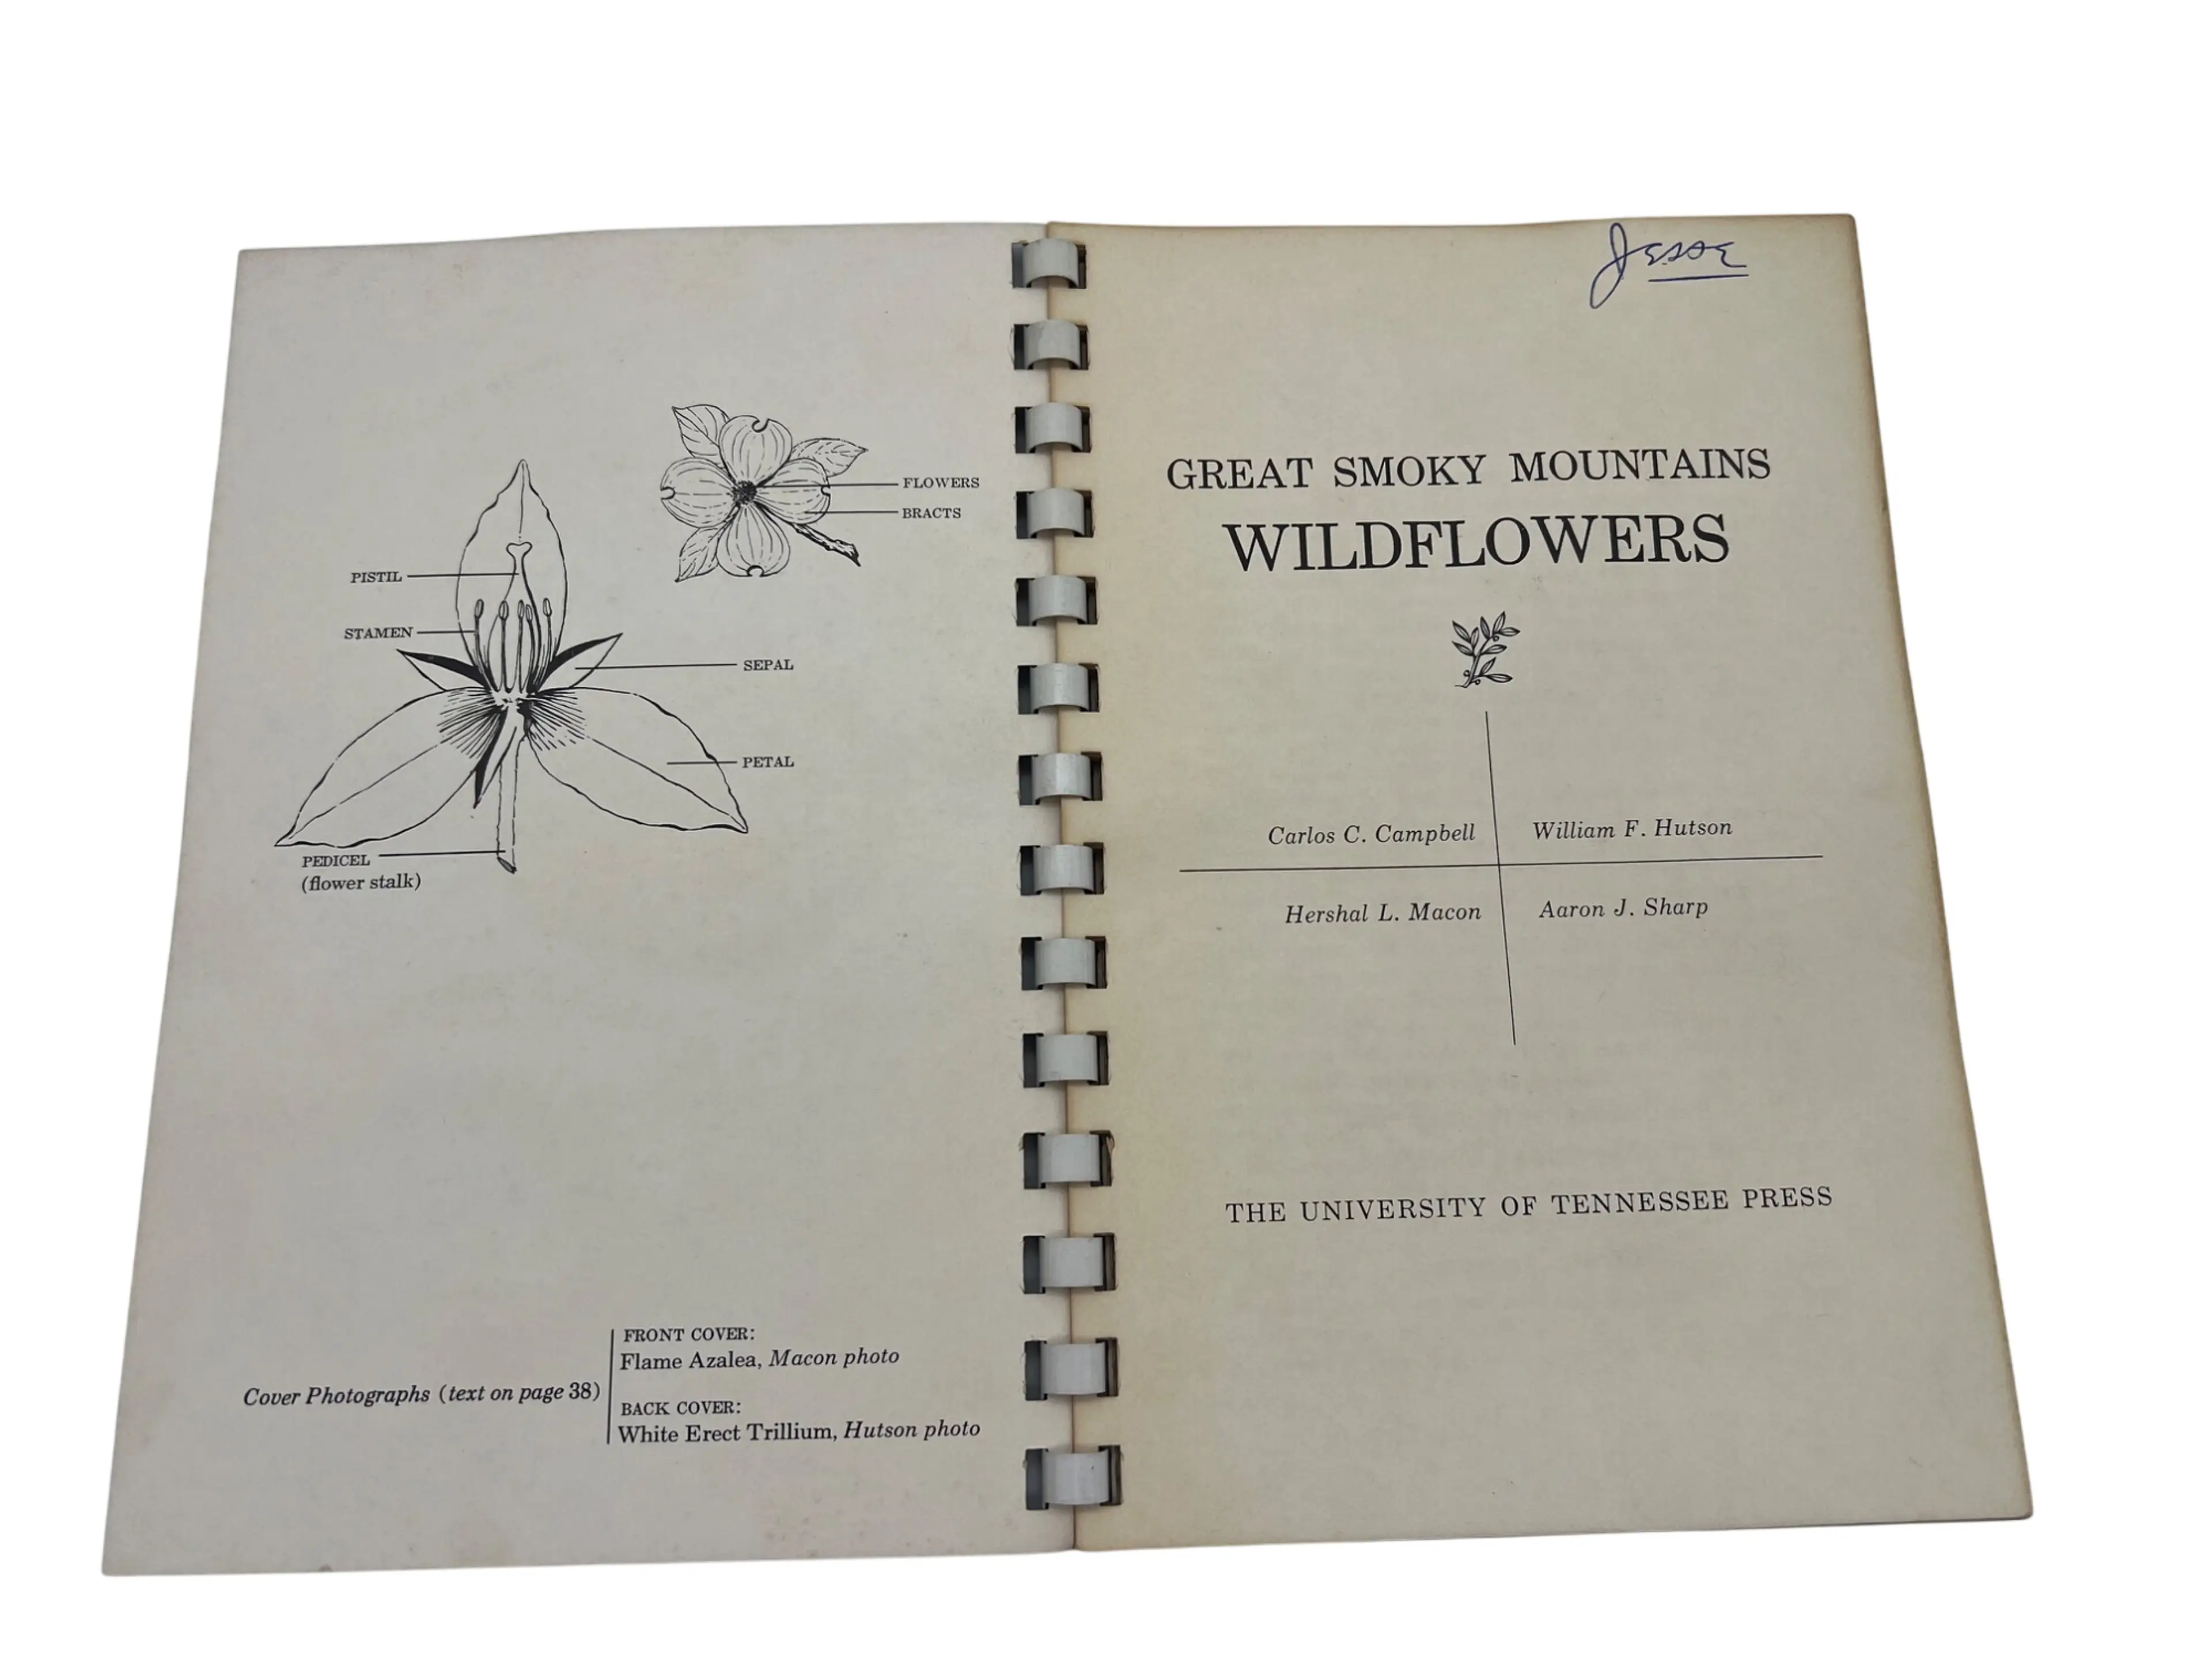 FLOWERS
BRACTS
PISTIL
STAMEN
SEPAL
PETAL
PEDICEL
(flower stalk)
Cover Photographs (text on page 38)
FRONT COVER:
Flame Azalea, Macon photo
BACK COVER:
White Erect Trillium, Hutson photo
Jesse
GREAT SMOKY MOUNTAINS
WILDFLOWERS
Carlos C. Campbell
William F. Hutson
Hershal L. Macon
Aaron J. Sharp
THE UNIVERSITY OF TENNESSEE PRESS